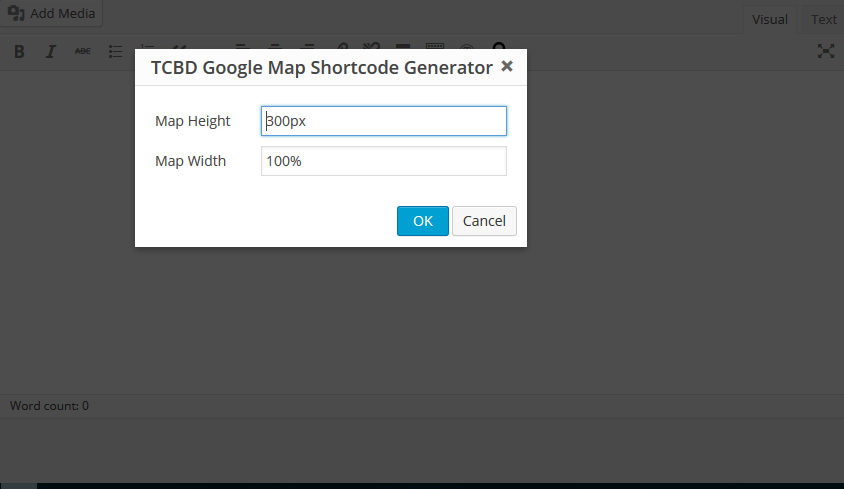 Add Media
Visual Text
B I ABC
TCBD Google Map Shortcode Generator
Map Height 300px
Map Width 100%
OK Cancel
Word count: 0